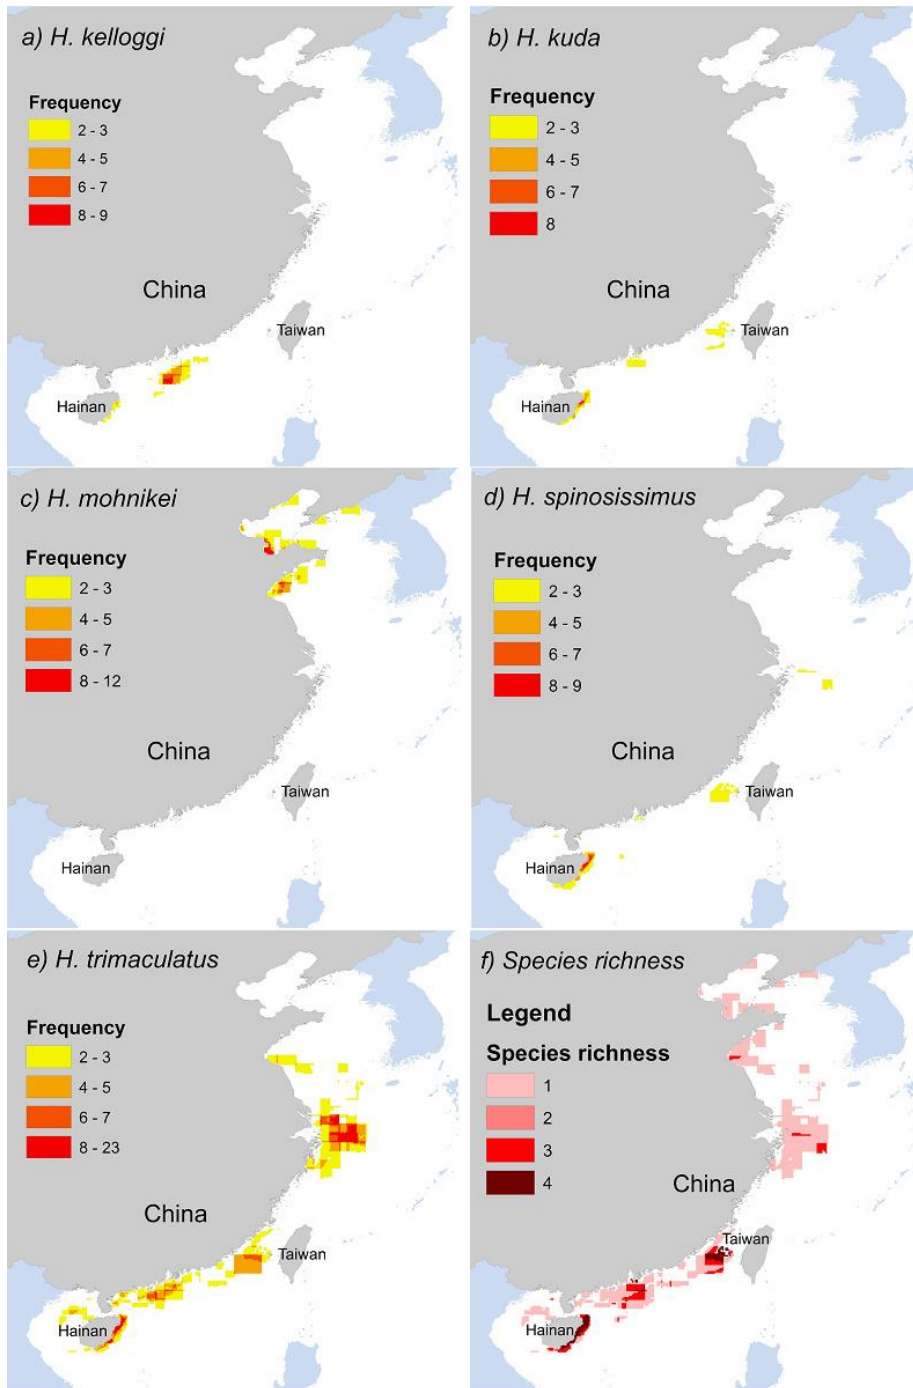 a) H. kelloggi
Frequency
2 - 3
4 - 5
6 - 7
8 - 9
China
Taiwan
Hainan
b) H. kuda
Frequency
2 - 3
4 - 5
6 - 7
8
China
Taiwan
Hainan
c) H. mohnikei
Frequency
2 - 3
4 - 5
6 - 7
8 - 12
China
Taiwan
Hainan
d) H. spinosissimus
Frequency
2 - 3
4 - 5
6 - 7
8 - 9
China
Taiwan
Hainan
e) H. trimaculatus
Frequency
2 - 3
4 - 5
6 - 7
8 - 23
China
Taiwan
Hainan
f) Species richness
Legend
Species richness
1
2
3
4
China
Taiwan
Hainan